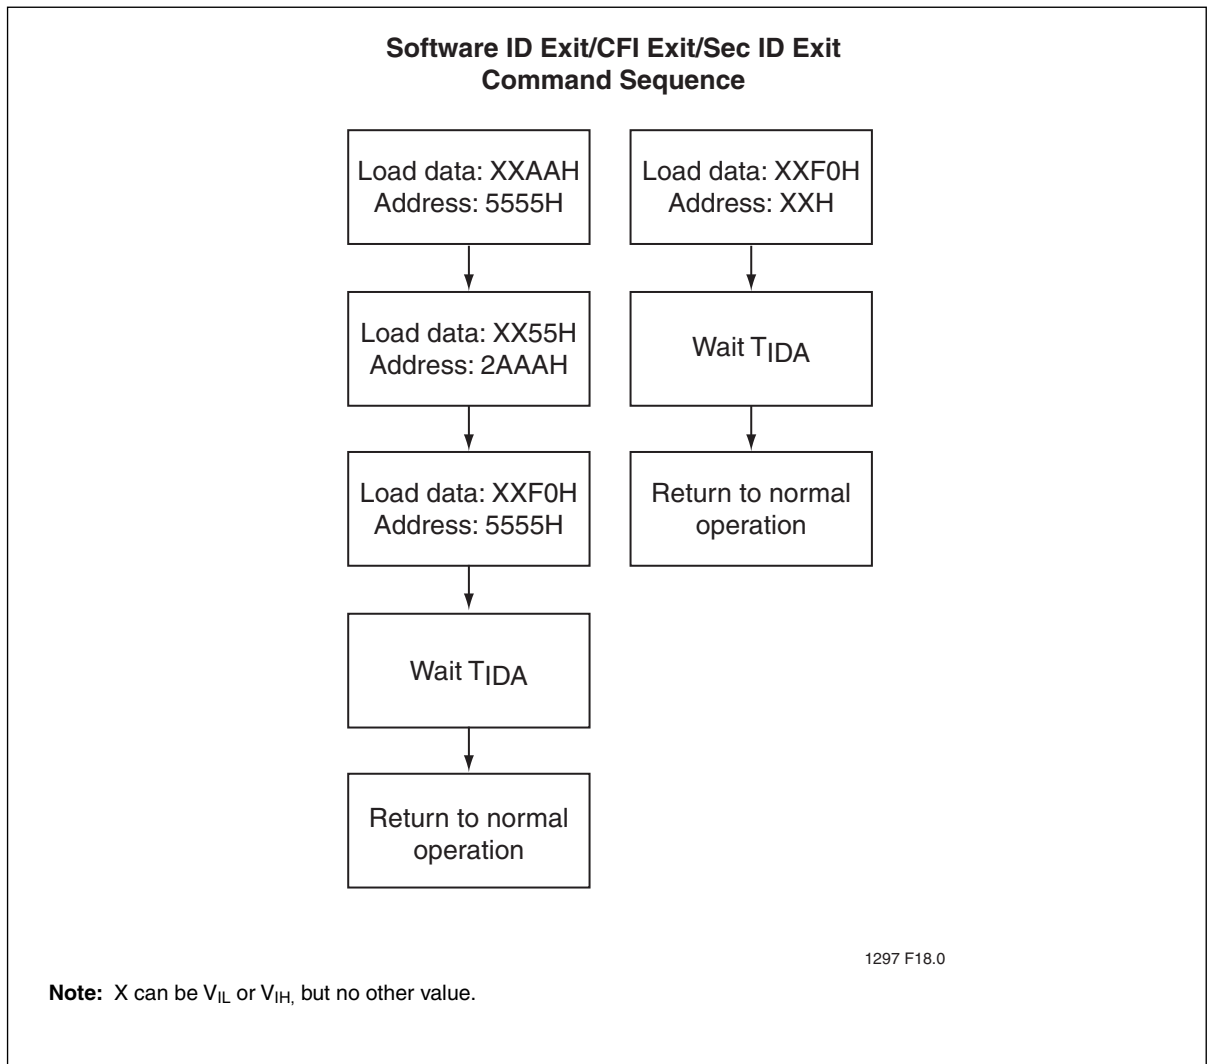 Software ID Exit/CFI Exit/Sec ID Exit
Command Sequence
Load data: XXAAH
Address: 5555H
Load data: XX55H
Address: 2AAAH
Load data: XXF0H
Address: 5555H
Wait TIDA
Return to normal
operation
Load data: XXF0H
Address: XXH
Wait TIDA
Return to normal
operation
1297 F18.0
Note: X can be VIL or VIH, but no other value.